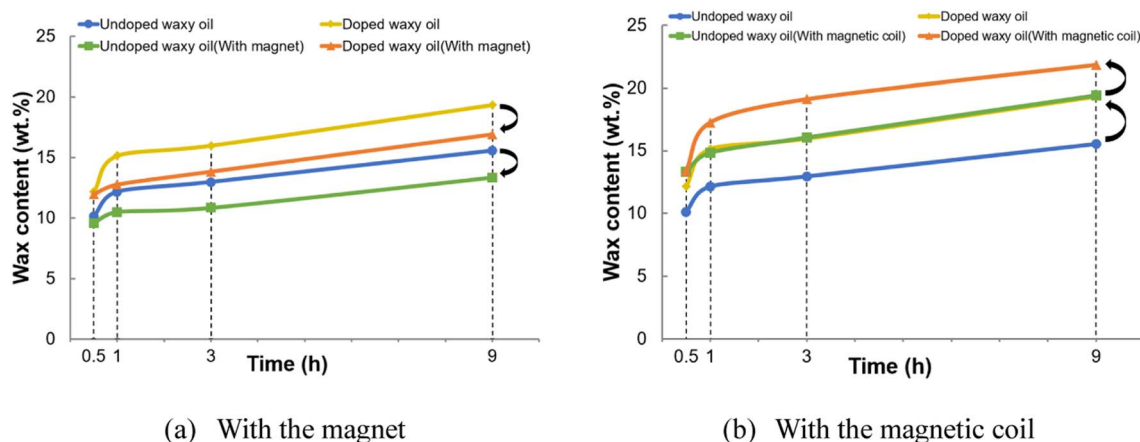 Undoped waxy oil
Doped waxy oil
Undoped waxy oil(With magnet)
Doped waxy oil(With magnet)
Wax content (wt.%)
25
20
15
10
5
0
0.5 1 3 9
Time (h)
(a) With the magnet
Undoped waxy oil
Doped waxy oil
Undoped waxy oil(With magnetic coil)
Doped waxy oil(With magnetic coil)
Wax content (wt.%)
25
20
15
10
5
0
0.5 1 3 9
Time (h)
(b) With the magnetic coil